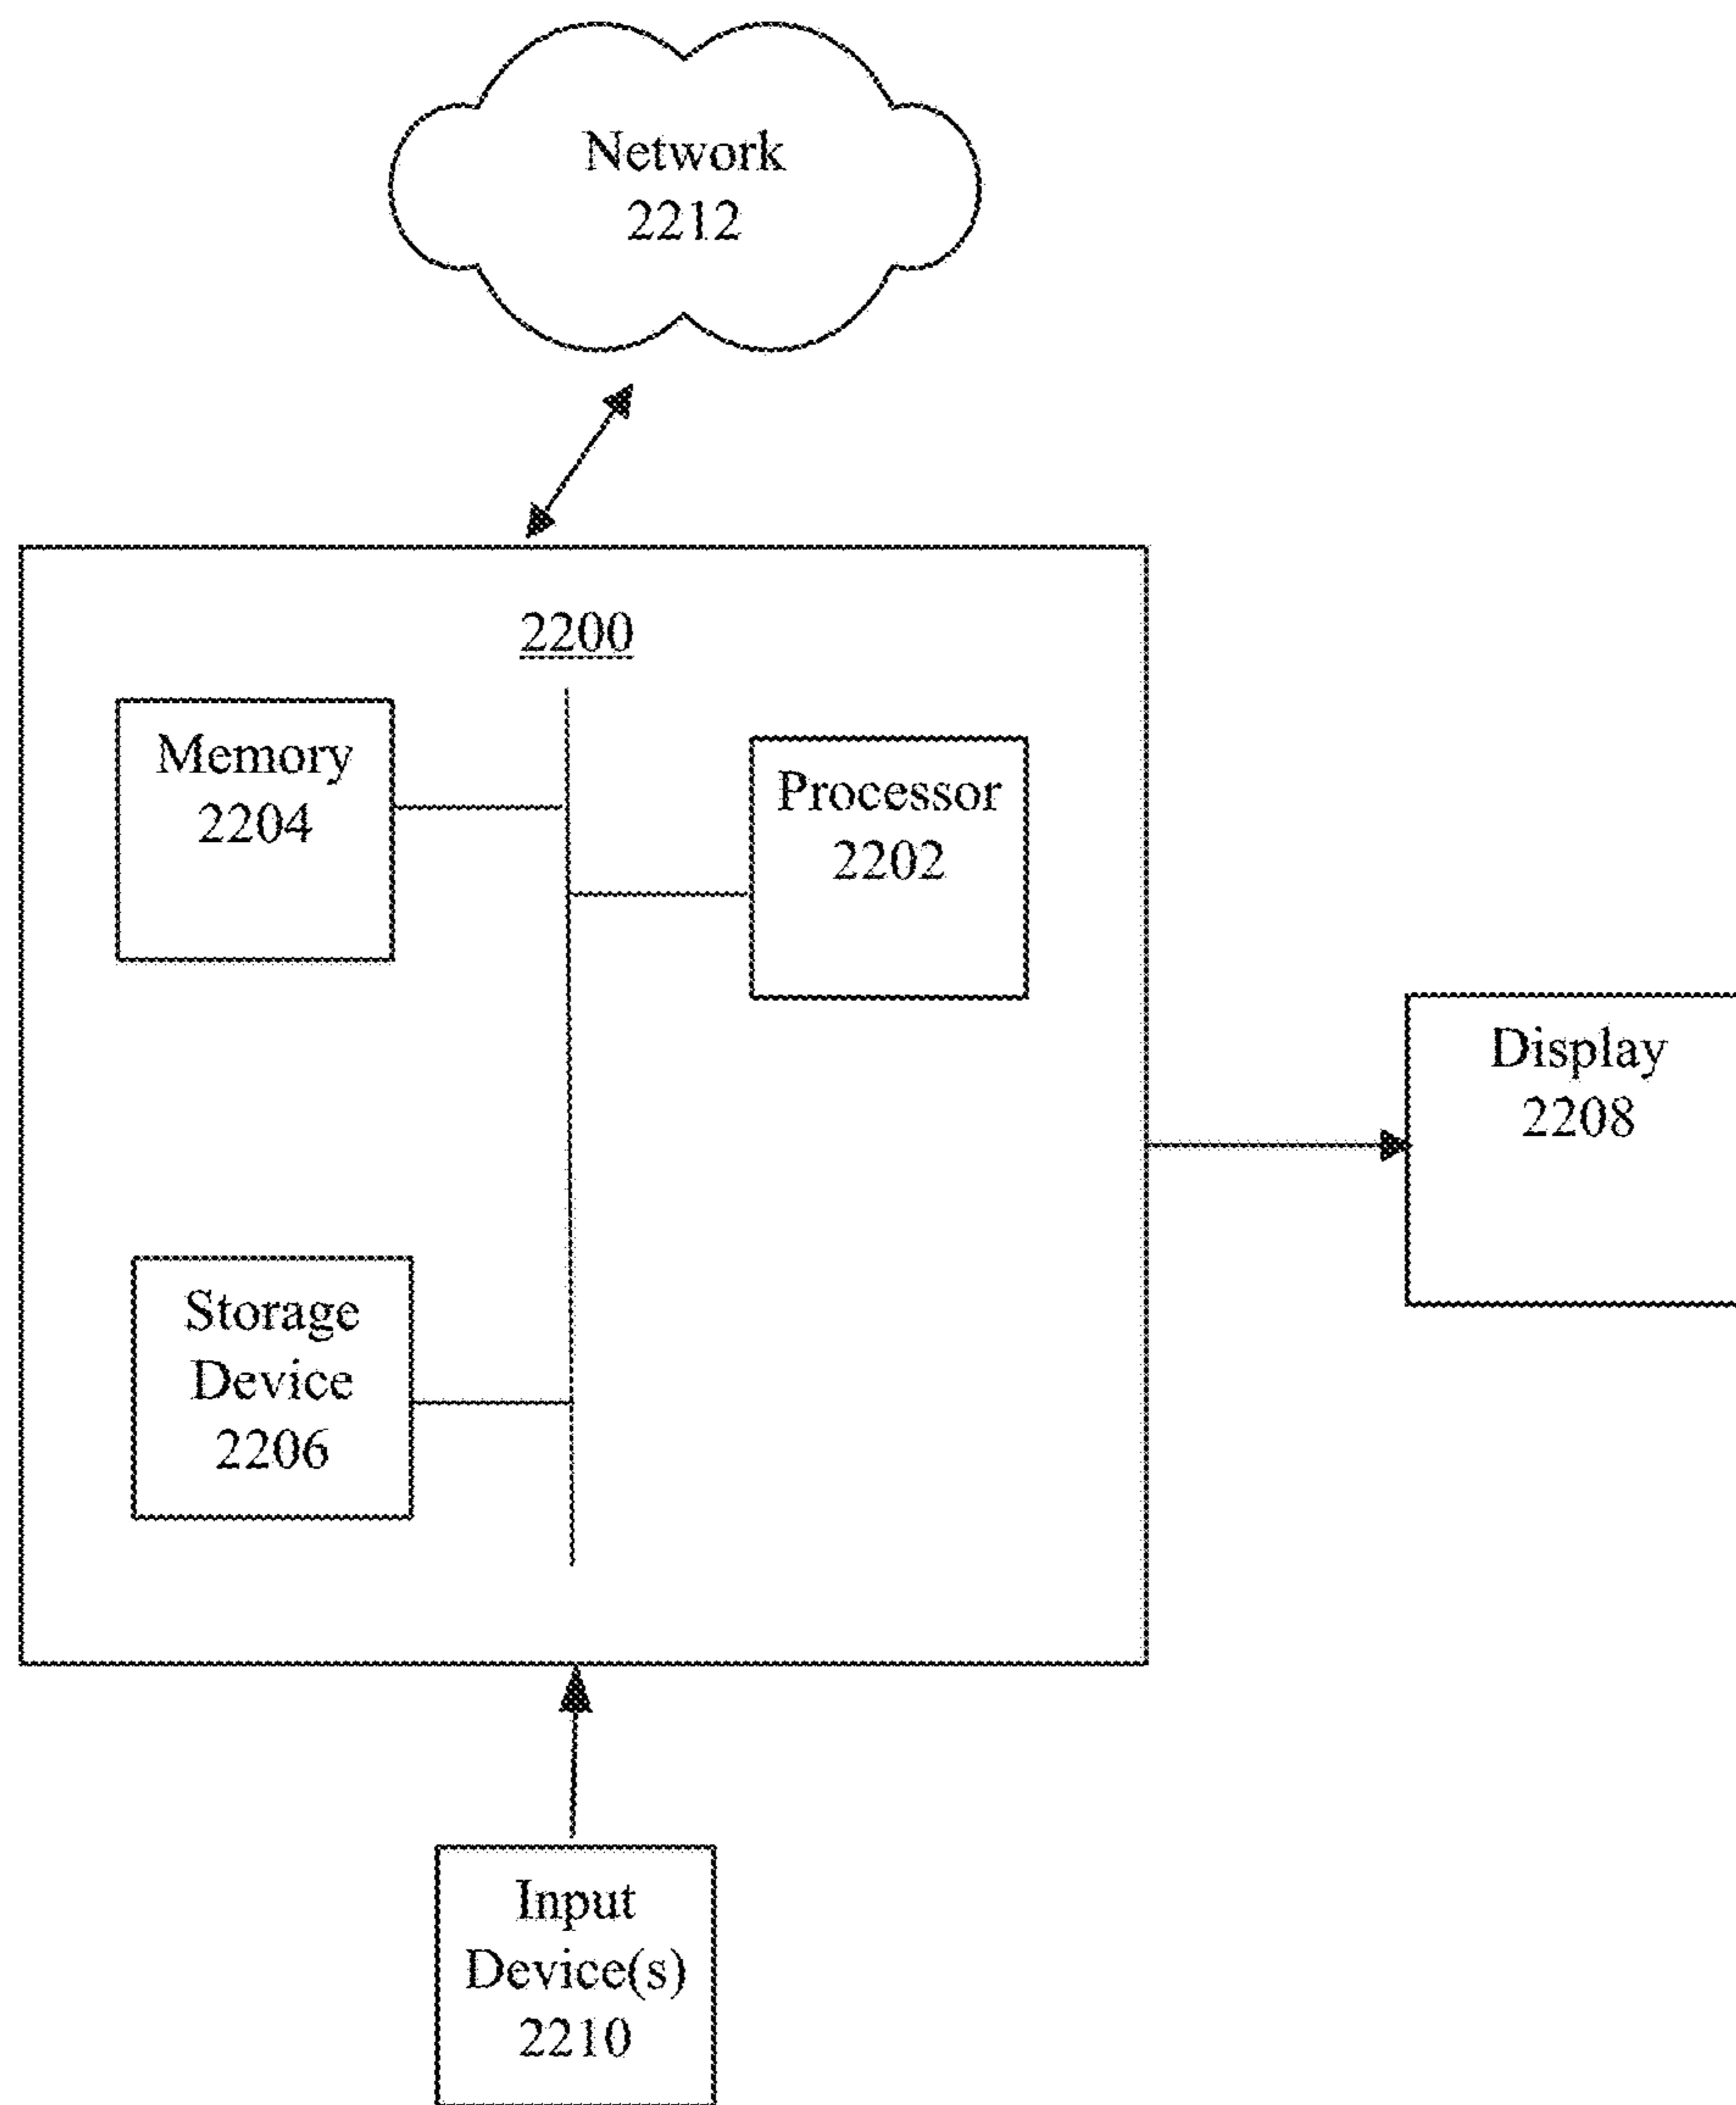 Network
2212
2200
Memory
2204
Processor
2202
Display
2208
Storage
Device
2206
Input
Device(s)
2210